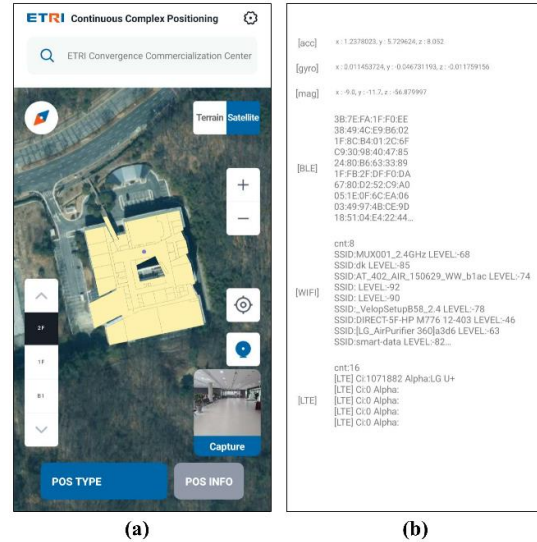 ETRI Continuous Complex Positioning
ETRI Convergence Commercialization Center
Terrain Satellite
+
−
2F
1F
B1
Capture
POS TYPE
POS INFO
(a)
[acc] x : 1.2378023, y : 5.729624, z : 8.092
[gyro] x : 0.011453724, y : -0.046731193, z : -0.011759156
[mag] x : -9.0, y : -11.7, z : -56.879997
[BLE]
3B:7E:FA:1F:F0:EE
38:49:4C:E9:B6:02
1F:8C:B4:01:2C:6F
C9:30:98:40:47:85
24:80:B6:63:33:89
1F:FB:2F:DF:F0:DA
67:80:D2:52:C9:A0
05:1E:0F:6C:EA:06
03:49:97:4B:CE:9D
18:51:04:E4:22:44...
[WIFI]
cnt:8
SSID:MUX001_2.4GHz LEVEL:-68
SSID:dk LEVEL:-85
SSID:AT_402_AIR_150629_WW_b1ac LEVEL:-74
SSID: LEVEL:-92
SSID: LEVEL:-90
SSID:_VelopSetupB58_2.4 LEVEL:-78
SSID:DIRECT-5F-HP M776 12-403 LEVEL:-46
SSID:[LG_AirPurifier 360]a3d6 LEVEL:-63
SSID:smart-data LEVEL:-82...
[LTE]
cnt:16
[LTE] Ci:1071882 Alpha:LG U+
[LTE] Ci:0 Alpha:
[LTE] Ci:0 Alpha:
[LTE] Ci:0 Alpha:
[LTE] Ci:0 Alpha:
(b)